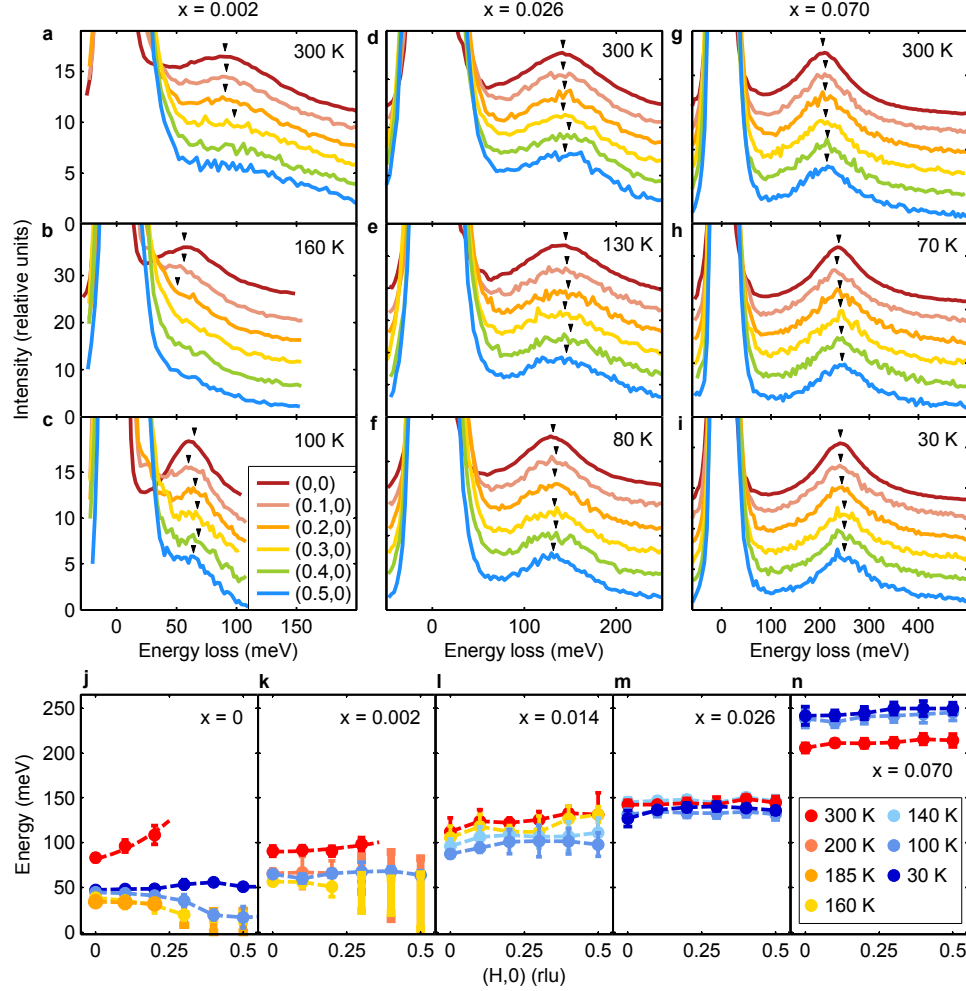 x = 0.002
x = 0.026
x = 0.070
a
300 K
d
300 K
g
300 K
15
10
5
0
b
160 K
e
130 K
h
70 K
30
20
10
0
c
100 K
f
80 K
i
30 K
15
10
5
0
(0,0)
(0.1,0)
(0.2,0)
(0.3,0)
(0.4,0)
(0.5,0)
Intensity (relative units)
0 50 100 150
0 100 200
0 100 200 300 400
Energy loss (meV)
Energy loss (meV)
Energy loss (meV)
j
k
l
m
n
x = 0
x = 0.002
x = 0.014
x = 0.026
x = 0.070
250
200
150
100
50
0
Energy (meV)
300 K
200 K
185 K
160 K
140 K
100 K
30 K
0 0.25 0.5
0 0.25 0.5
0 0.25 0.5
0 0.25 0.5
0 0.25 0.5
(H,0) (rlu)